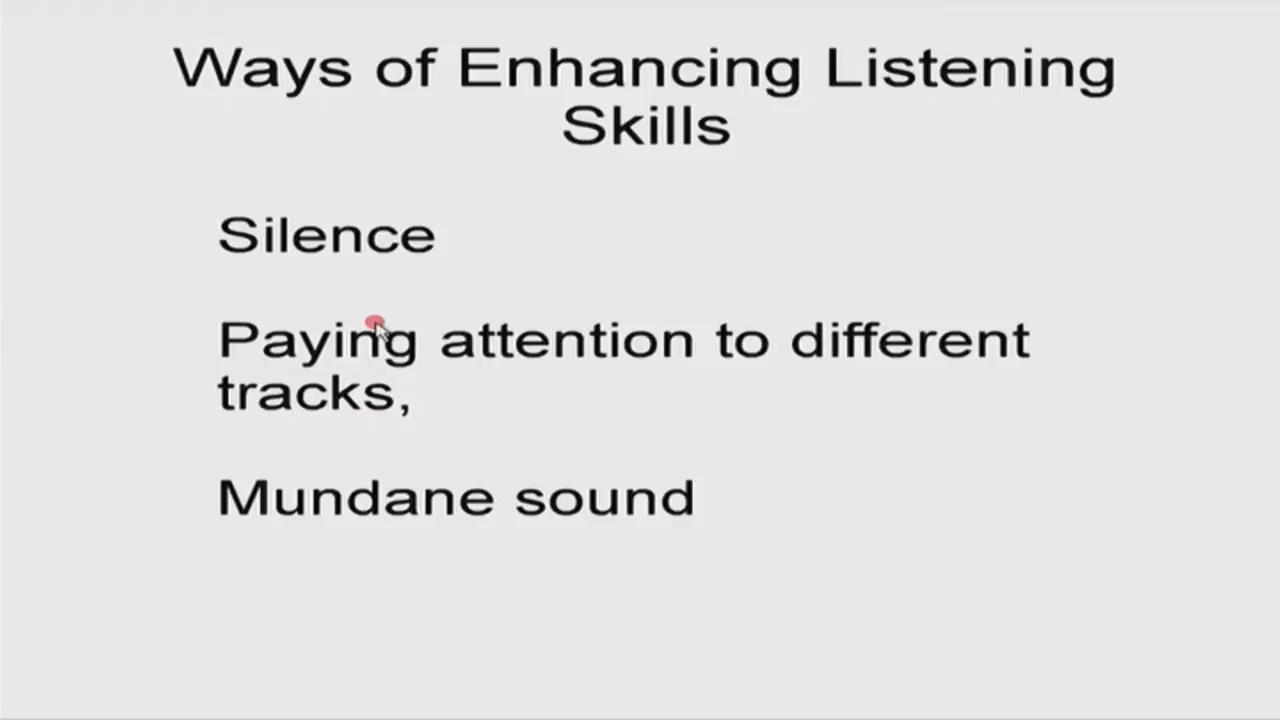 Ways of Enhancing Listening
Skills
Silence
Paying attention to different
tracks,
Mundane sound